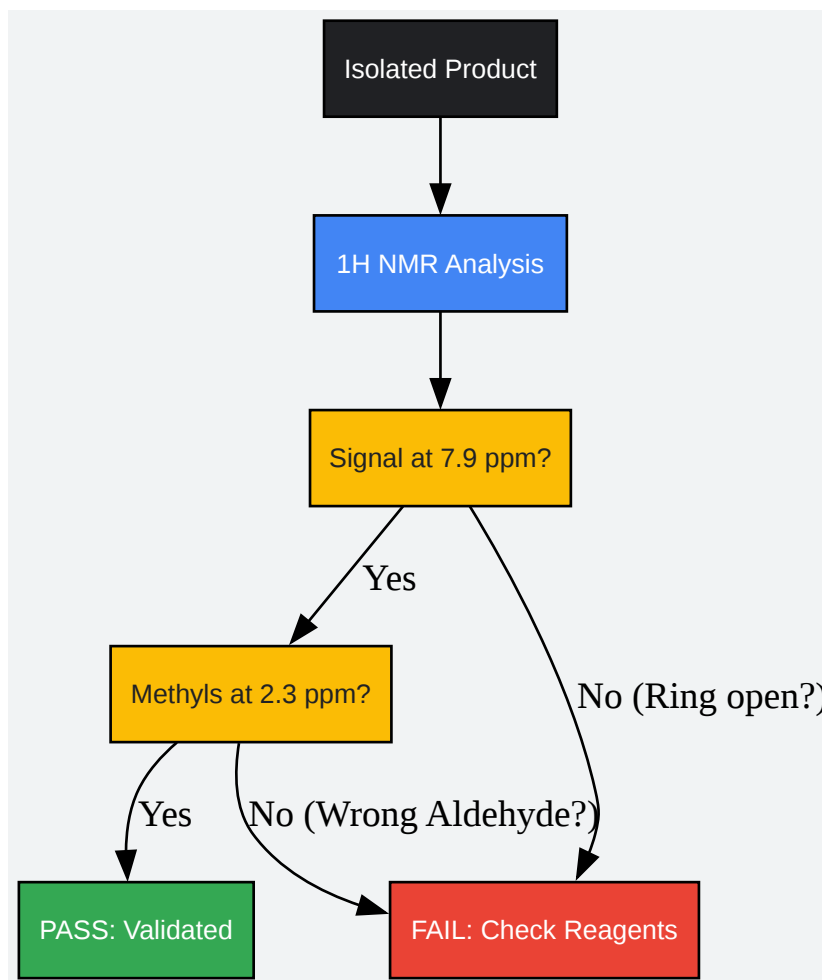 Isolated Product
1H NMR Analysis
Signal at 7.9 ppm?
Yes
Methyls at 2.3 ppm?
No (Ring open?)
Yes
No (Wrong Aldehyde?)
PASS: Validated
FAIL: Check Reagents